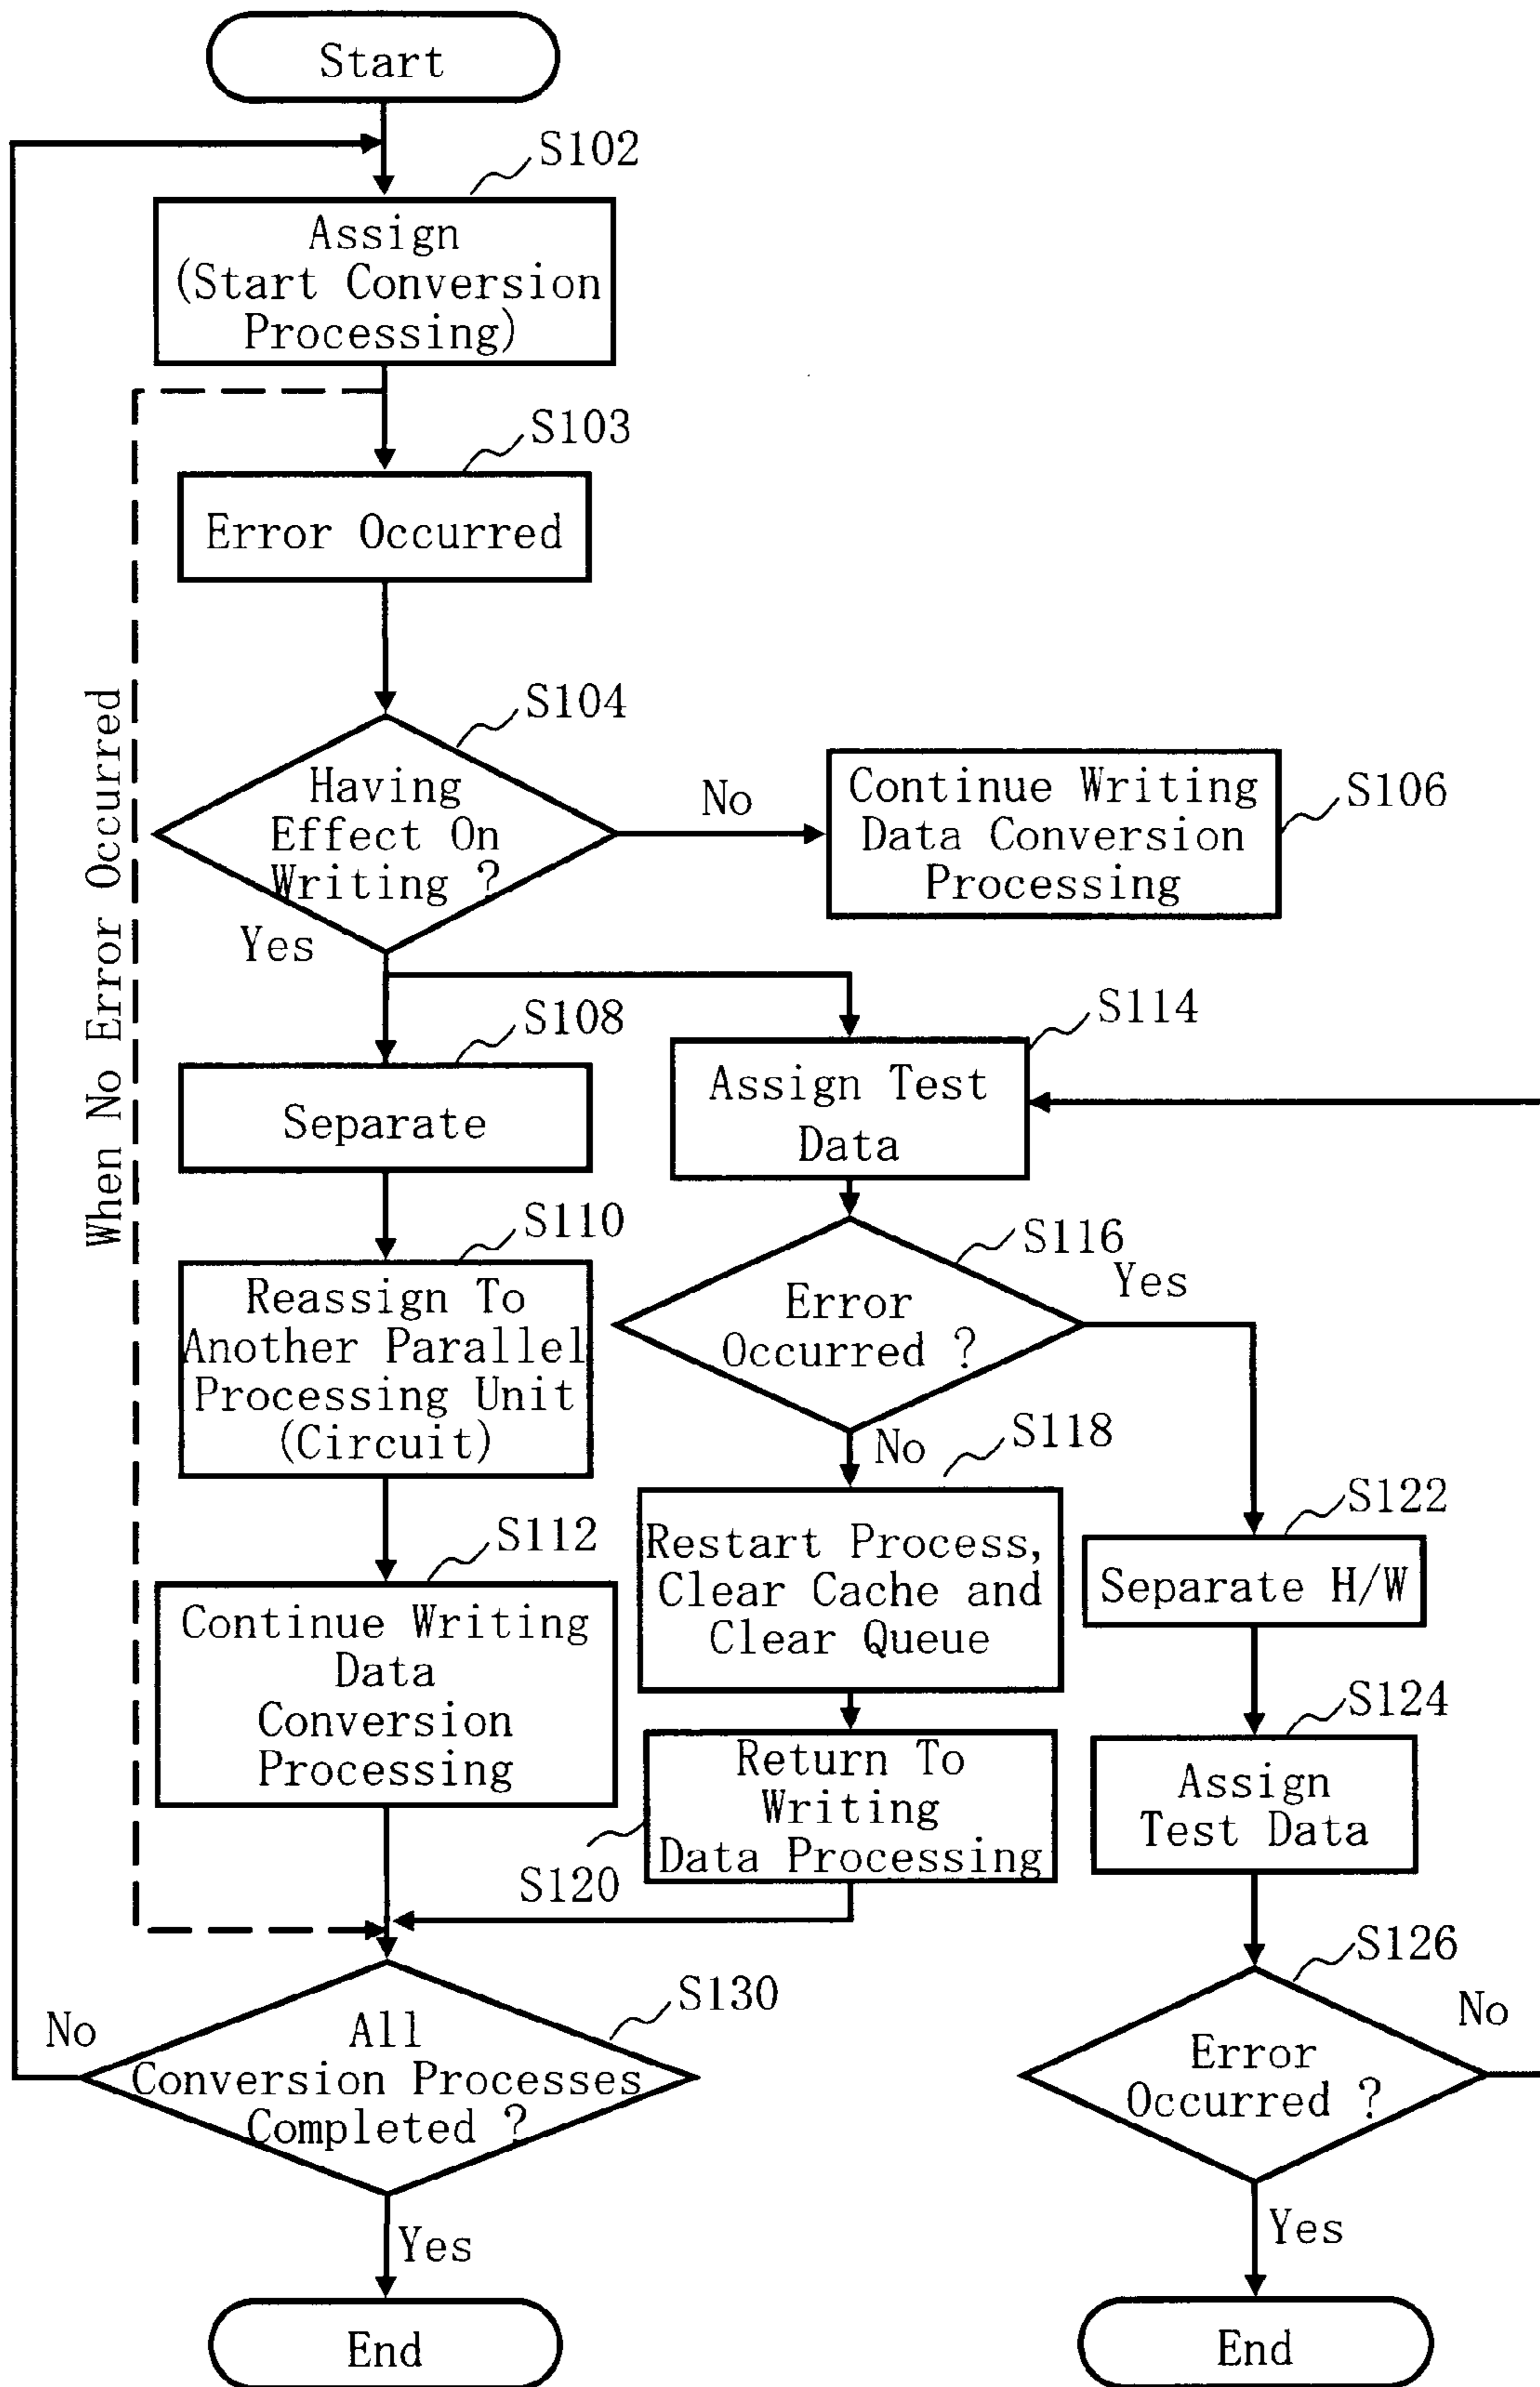 Start
S102
Assign
(Start Conversion
Processing)
S103
Error Occurred
When No Error Occurred
S104
Having
Effect On
Writing ?
No
Continue Writing
Data Conversion
Processing
S106
Yes
S108
Separate
S114
Assign Test
Data
S110
Reassign To
Another Parallel
Processing Unit
(Circuit)
S116
Error
Occurred ?
Yes
No
S118
Restart Process,
Clear Cache and
Clear Queue
S122
Separate H/W
S112
Continue Writing
Data
Conversion
Processing
S124
Assign
Test Data
Return To
Writing
Data Processing
S120
S126
Error
Occurred ?
No
S130
All
Conversion Processes
Completed ?
No
Yes
Yes
End
End